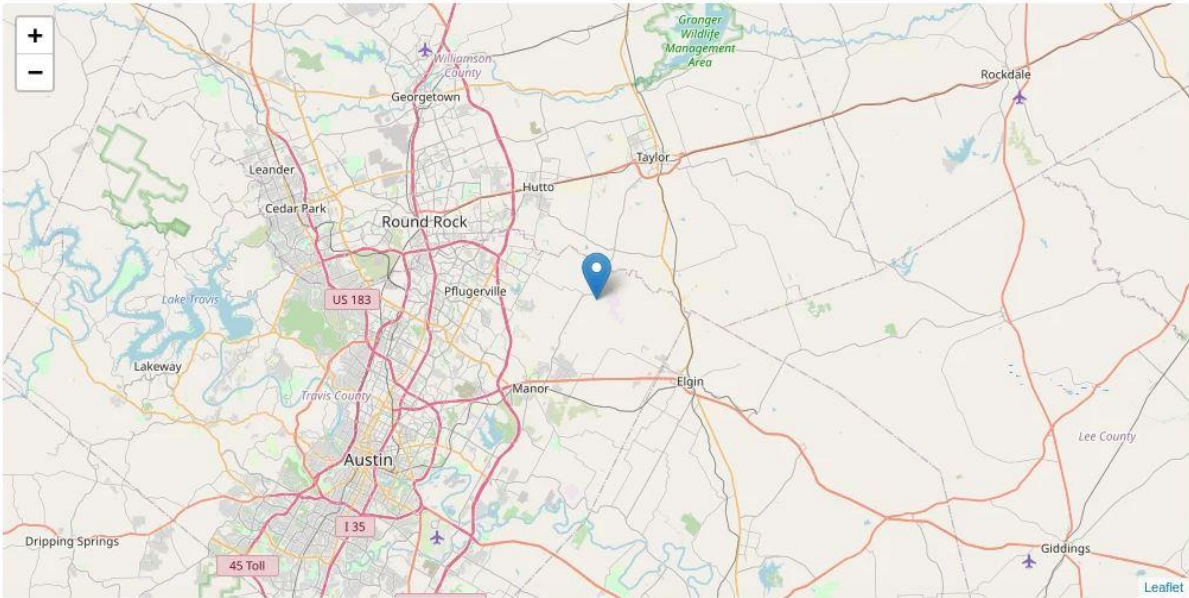 +
−
Granger
Wildlife
Management
Area
Williamson
County
Rockdale
Georgetown
Taylor
Leander
Hutto
Cedar Park
Round Rock
Lake Travis
US 183
Pflugerville
Lakeway
Travis County
Manor
Elgin
Lee County
Austin
I 35
Dripping Springs
45 Toll
Giddings
Leaflet